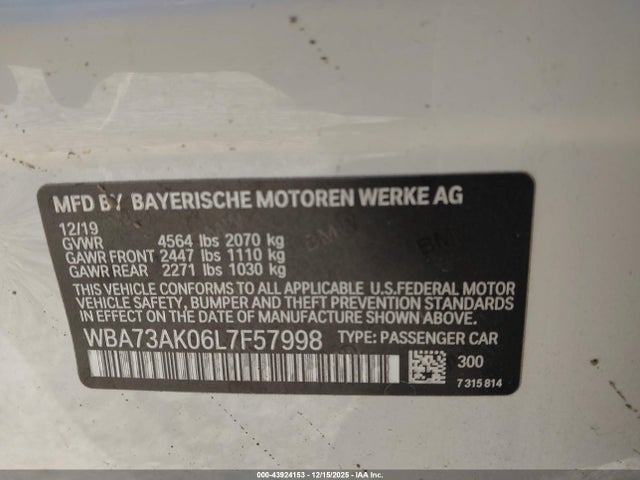 MFD BY BAYERISCHE MOTOREN WERKE AG
12/19
GVWR 4564 lbs 2070 kg
GAWR FRONT 2447 lbs 1110 kg
GAWR REAR 2271 lbs 1030 kg
THIS VEHICLE CONFORMS TO ALL APPLICABLE U.S.FEDERAL MOTOR
VEHICLE SAFETY, BUMPER AND THEFT PREVENTION STANDARDS
IN EFFECT ON THE DATE OF MANUFACTURE SHOWN ABOVE.
WBA73AK06L7F57998 TYPE: PASSENGER CAR
300
7 315 814
000-43924153 - 12/15/2025 - IAA Inc.